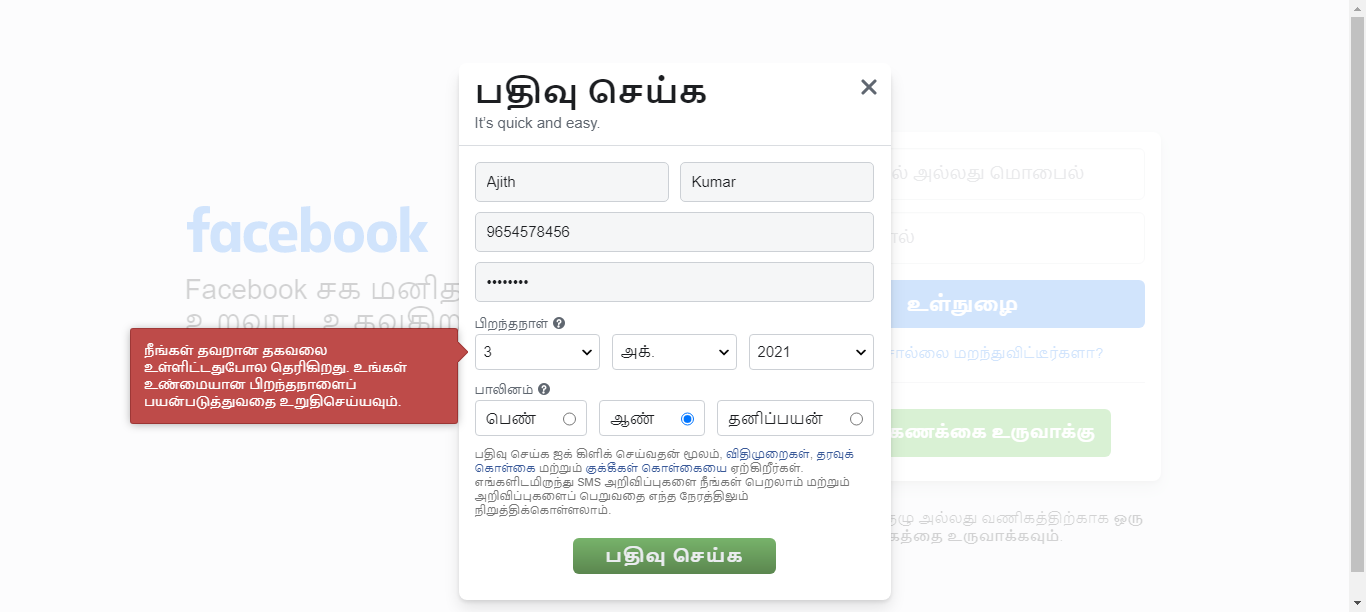 பதிவு செய்க
It's quick and easy.
Ajith
Kumar
9654578456
••••••••
பிறந்தநாள்
3
அக்.
2021
பாலினம்
பெண்
ஆண்
தனிப்பயன்
பதிவு செய்க ஐக் கிளிக் செய்வதன் மூலம், விதிமுறைகள், தரவுக்
கொள்கை மற்றும் குக்கீகள் கொள்கையை ஏற்கிறீர்கள்.
எங்களிடமிருந்து SMS அறிவிப்புகளை நீங்கள் பெறலாம் மற்றும்
அறிவிப்புகளைப் பெறுவதை எந்த நேரத்திலும்
நிறுத்திக்கொள்ளலாம்.
பதிவு செய்க
நீங்கள் தவறான தகவலை
உள்ளிட்டதுபோல தெரிகிறது. உங்கள்
உண்மையான பிறந்தநாளைப்
பயன்படுத்துவதை உறுதிசெய்யவும்.
facebook
Facebook சக மனித
அல்லது மொபைல்
உள்நுழை
மறந்துவிட்டீர்களா?
கணக்கை உருவாக்கு
அல்லது வணிகத்திற்காக ஒரு
உருவாக்கவும்.